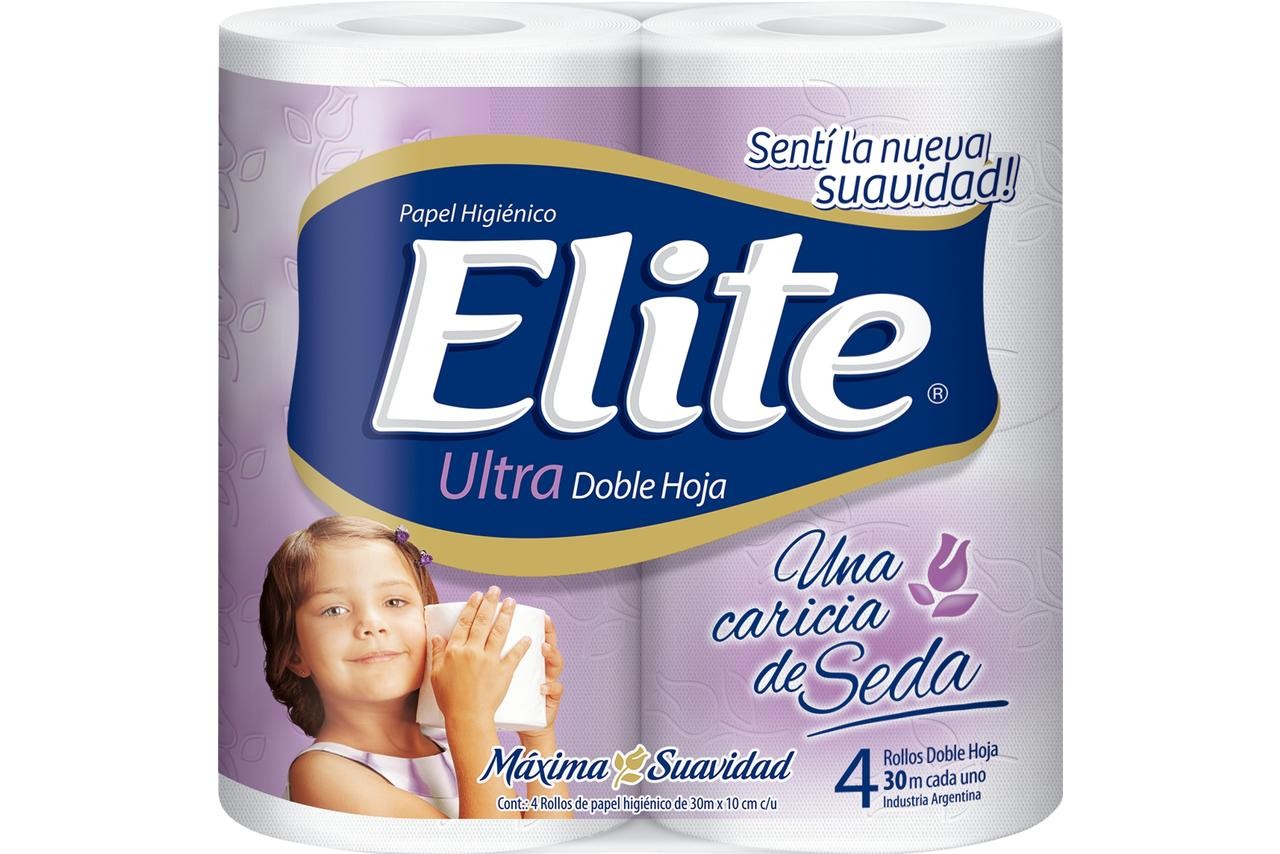 Sentí la nueva
suavidad!
Papel Higiénico
Elite®
Ultra Doble Hoja
Una
caricia
de Seda
Máxima Suavidad
Cont.: 4 Rollos de papel higiénico de 30m x 10 cm c/u
4 Rollos Doble Hoja
30 m cada uno
Industria Argentina